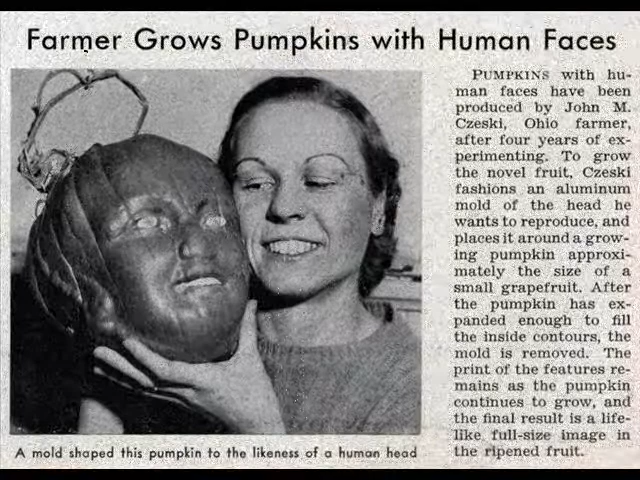 Farmer Grows Pumpkins with Human Faces
PUMPKINS with hu-
man faces have been
produced by John M.
Czeski, Ohio farmer,
after four years of ex-
perimenting. To grow
the novel fruit, Czeski
fashions an aluminum
mold of the head he
wants to reproduce, and
places it around a grow-
ing pumpkin approxi-
mately the size of a
small grapefruit. After
the pumpkin has ex-
panded enough to fill
the inside contours, the
mold is removed. The
print of the features re-
mains as the pumpkin
continues to grow, and
the final result is a life-
like full-size image in
the ripened fruit.
A mold shaped this pumpkin to the likeness of a human head